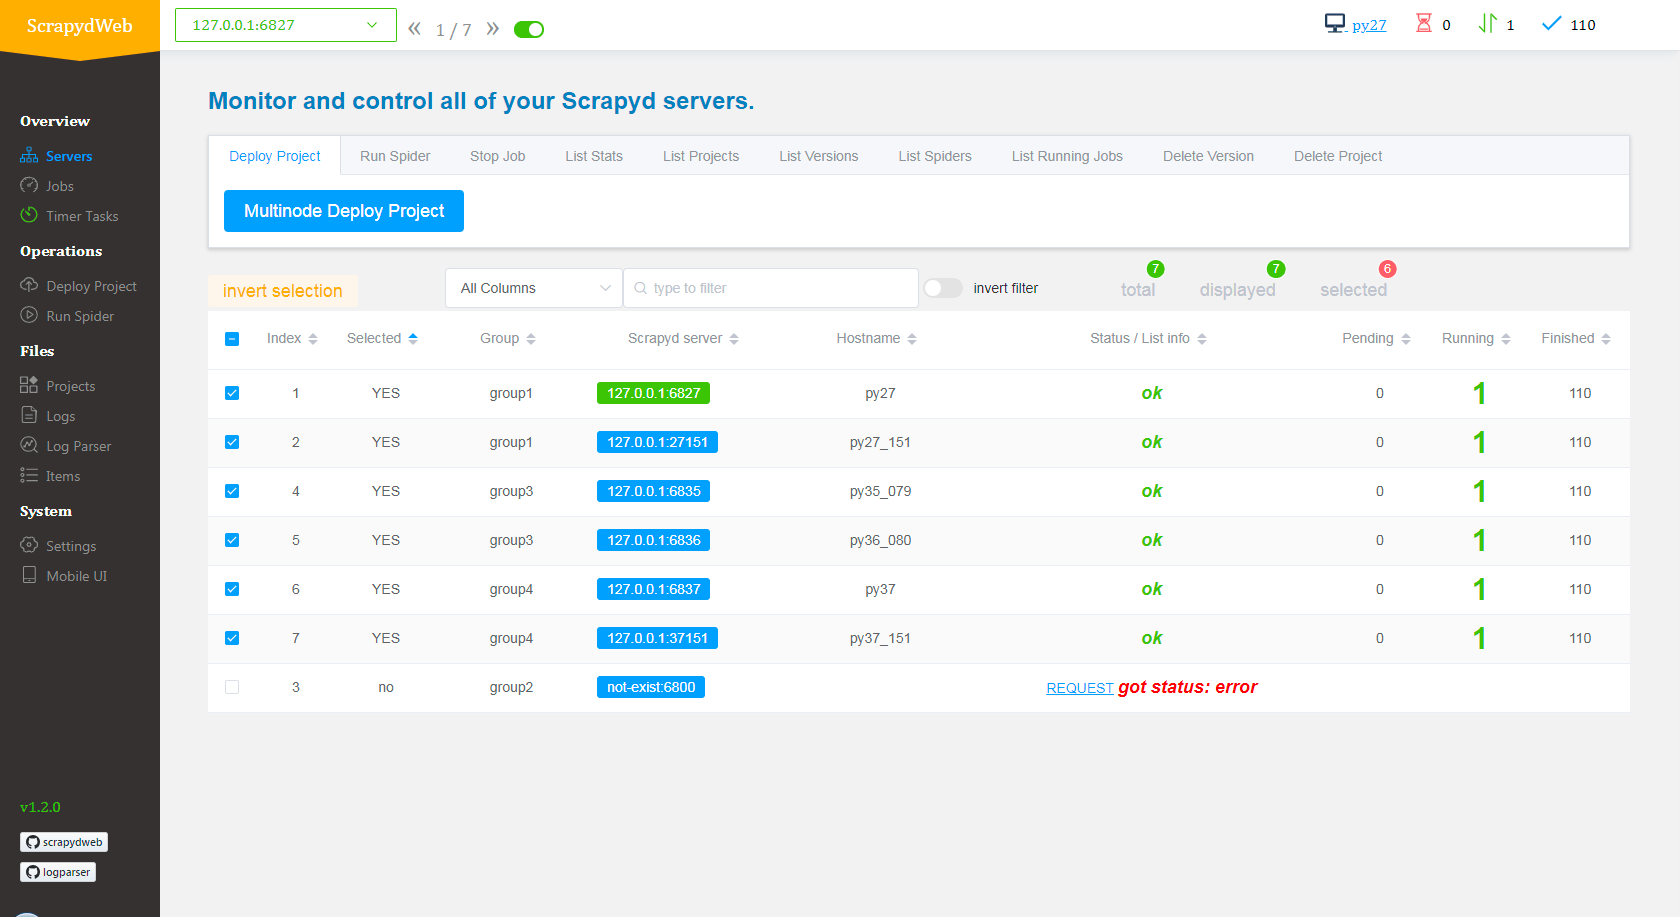 ScrapydWeb
127.0.0.1:6827
« 1 / 7 »
py27
0
1
110
Overview
Servers
Jobs
Timer Tasks
Operations
Deploy Project
Run Spider
Files
Projects
Logs
Log Parser
Items
System
Settings
Mobile UI
v1.2.0
scrapydweb
logparser
Monitor and control all of your Scrapyd servers.
Deploy Project Run Spider Stop Job List Stats List Projects List Versions List Spiders List Running Jobs Delete Version Delete Project
Multinode Deploy Project
invert selection
All Columns
type to filter
invert filter
total 7
displayed 7
selected 6
Index Selected Group Scrapyd server Hostname Status / List info Pending Running Finished
1 YES group1 127.0.0.1:6827 py27 ok 0 1 110
2 YES group1 127.0.0.1:27151 py27_151 ok 0 1 110
4 YES group3 127.0.0.1:6835 py35_079 ok 0 1 110
5 YES group3 127.0.0.1:6836 py36_080 ok 0 1 110
6 YES group4 127.0.0.1:6837 py37 ok 0 1 110
7 YES group4 127.0.0.1:37151 py37_151 ok 0 1 110
3 no group2 not-exist:6800 REQUEST got status: error